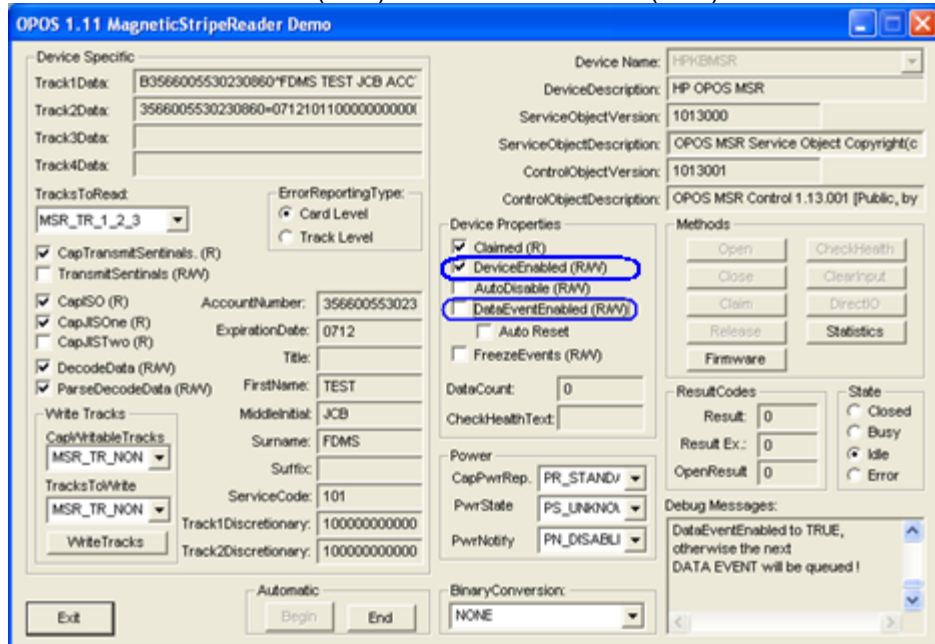 OPOS 1.11 MagneticStripeReader Demo
Device Specific
Track1Data: B3566005530230860^FDMS TEST JCB ACC
Track2Data:
Track3Data:
Track4Data:
TracksToRead:
MSR_TR_1_2_3
ErrorReportingType:
Card Level
Track Level
CapTransmitSentinals. (R)
TransmitSentinals (R/W)
CapISO (R)
CapJISOne (R)
CapJISTwo (R)
DecodeData (R/W)
ParseDecodeData (R/W)
AccountNumber: 356600553023
ExpirationDate: 0712
Title:
FirstName: TEST
MiddleInitial: JCB
Surname: FDMS
Suffix:
ServiceCode: 101
Track1Discretionary: 100000000000
Track2Discretionary: 100000000000
Write Tracks
CapWritableTracks
MSR_TR_NON
TracksToWrite
MSR_TR_NON
WriteTracks
Exit
Automatic
Begin End
Device Name: HPKBMSR
DeviceDescription: HP OPOS MSR
ServiceObjectVersion: 1013000
ServiceObjectDescription: OPOS MSR Service Object Copyright(c
ControlObjectVersion: 1013001
ControlObjectDescription: OPOS MSR Control 1.13.001 [Public, by
Device Properties
Claimed (R)
DeviceEnabled (R/W)
AutoDisable (R/W)
DataEventEnabled (R/W)
Auto Reset
FreezeEvents (R/W)
DataCount: 0
CheckHealthText:
Power
CapPwrRep. PR_STAND
PwrState PS_UNKNO
PwrNotify PN_DISABL
BinaryConversion:
NONE
Methods
Open CheckHealth
Close ClearInput
Claim DirectIO
Release Statistics
Firmware
ResultCodes
Result: 0
Result Ex.: 0
OpenResult 0
State
Closed
Busy
Idle
Error
Debug Messages:
DataEventEnabled to TRUE,
otherwise the next
DATA EVENT will be queued !